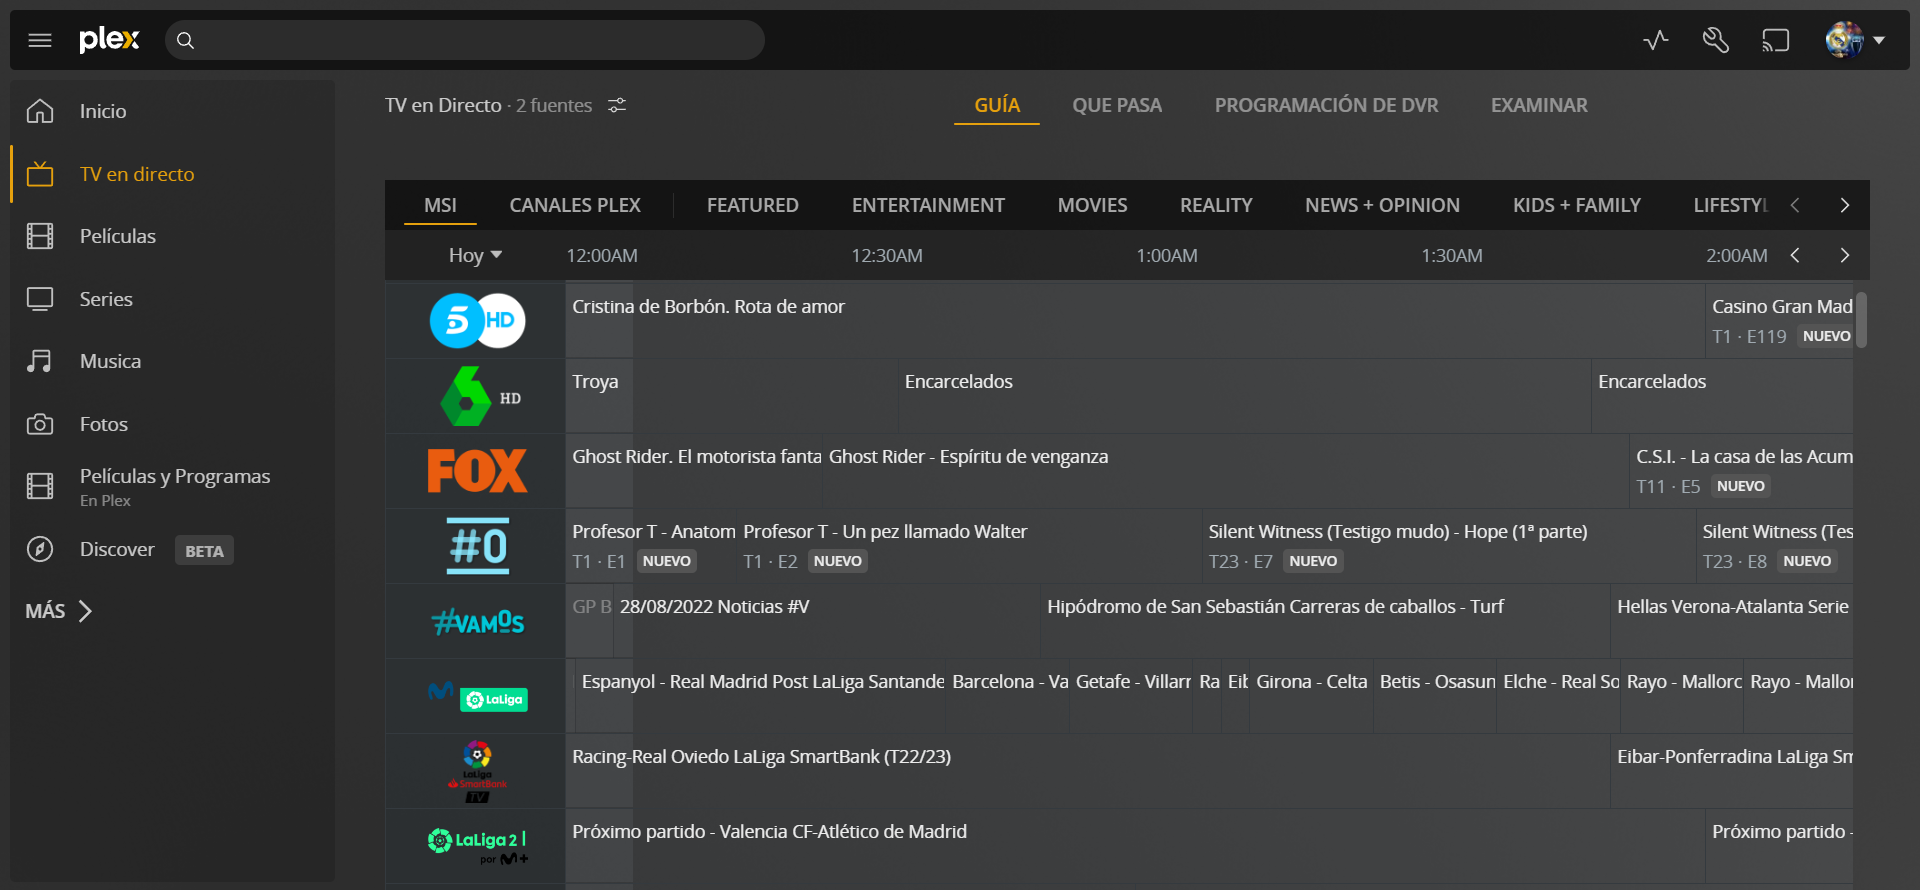 plex
Inicio
TV en directo
Películas
Series
Musica
Fotos
Películas y Programas
En Plex
Discover BETA
MÁS
TV en Directo · 2 fuentes
GUÍA QUE PASA PROGRAMACIÓN DE DVR EXAMINAR
MSI CANALES PLEX FEATURED ENTERTAINMENT MOVIES REALITY NEWS + OPINION KIDS + FAMILY LIFESTYL
Hoy 12:00AM 12:30AM 1:00AM 1:30AM 2:00AM
5 HD Cristina de Borbón. Rota de amor Casino Gran Mad
T1 · E119 NUEVO
6 HD Troya Encarcelados Encarcelados
FOX Ghost Rider. El motorista fanta Ghost Rider - Espíritu de venganza C.S.I. - La casa de las Acum
T11 · E5 NUEVO
#0 Profesor T - Anatom Profesor T - Un pez llamado Walter Silent Witness (Testigo mudo) - Hope (1ª parte) Silent Witness (Tes
T1 · E1 NUEVO T1 · E2 NUEVO T23 · E7 NUEVO T23 · E8 NUEVO
#VAMOS GP B 28/08/2022 Noticias #V Hipódromo de San Sebastián Carreras de caballos - Turf Hellas Verona-Atalanta Serie
M LaLiga Espanyol - Real Madrid Post LaLiga Santande Barcelona - Va Getafe - Villarr Ra Eib Girona - Celta Betis - Osasun Elche - Real So Rayo - Mallorc Rayo - Mallor
LaLiga
SmartBank
TV
Racing-Real Oviedo LaLiga SmartBank (T22/23) Eibar-Ponferradina LaLiga Sm
LaLiga 2 |
por M+
Próximo partido - Valencia CF-Atlético de Madrid Próximo partido -